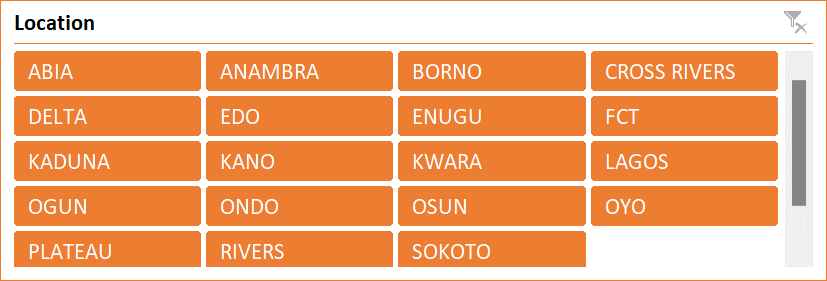 Location
ABIA ANAMBRA BORNO CROSS RIVERS
DELTA EDO ENUGU FCT
KADUNA KANO KWARA LAGOS
OGUN ONDO OSUN OYO
PLATEAU RIVERS SOKOTO